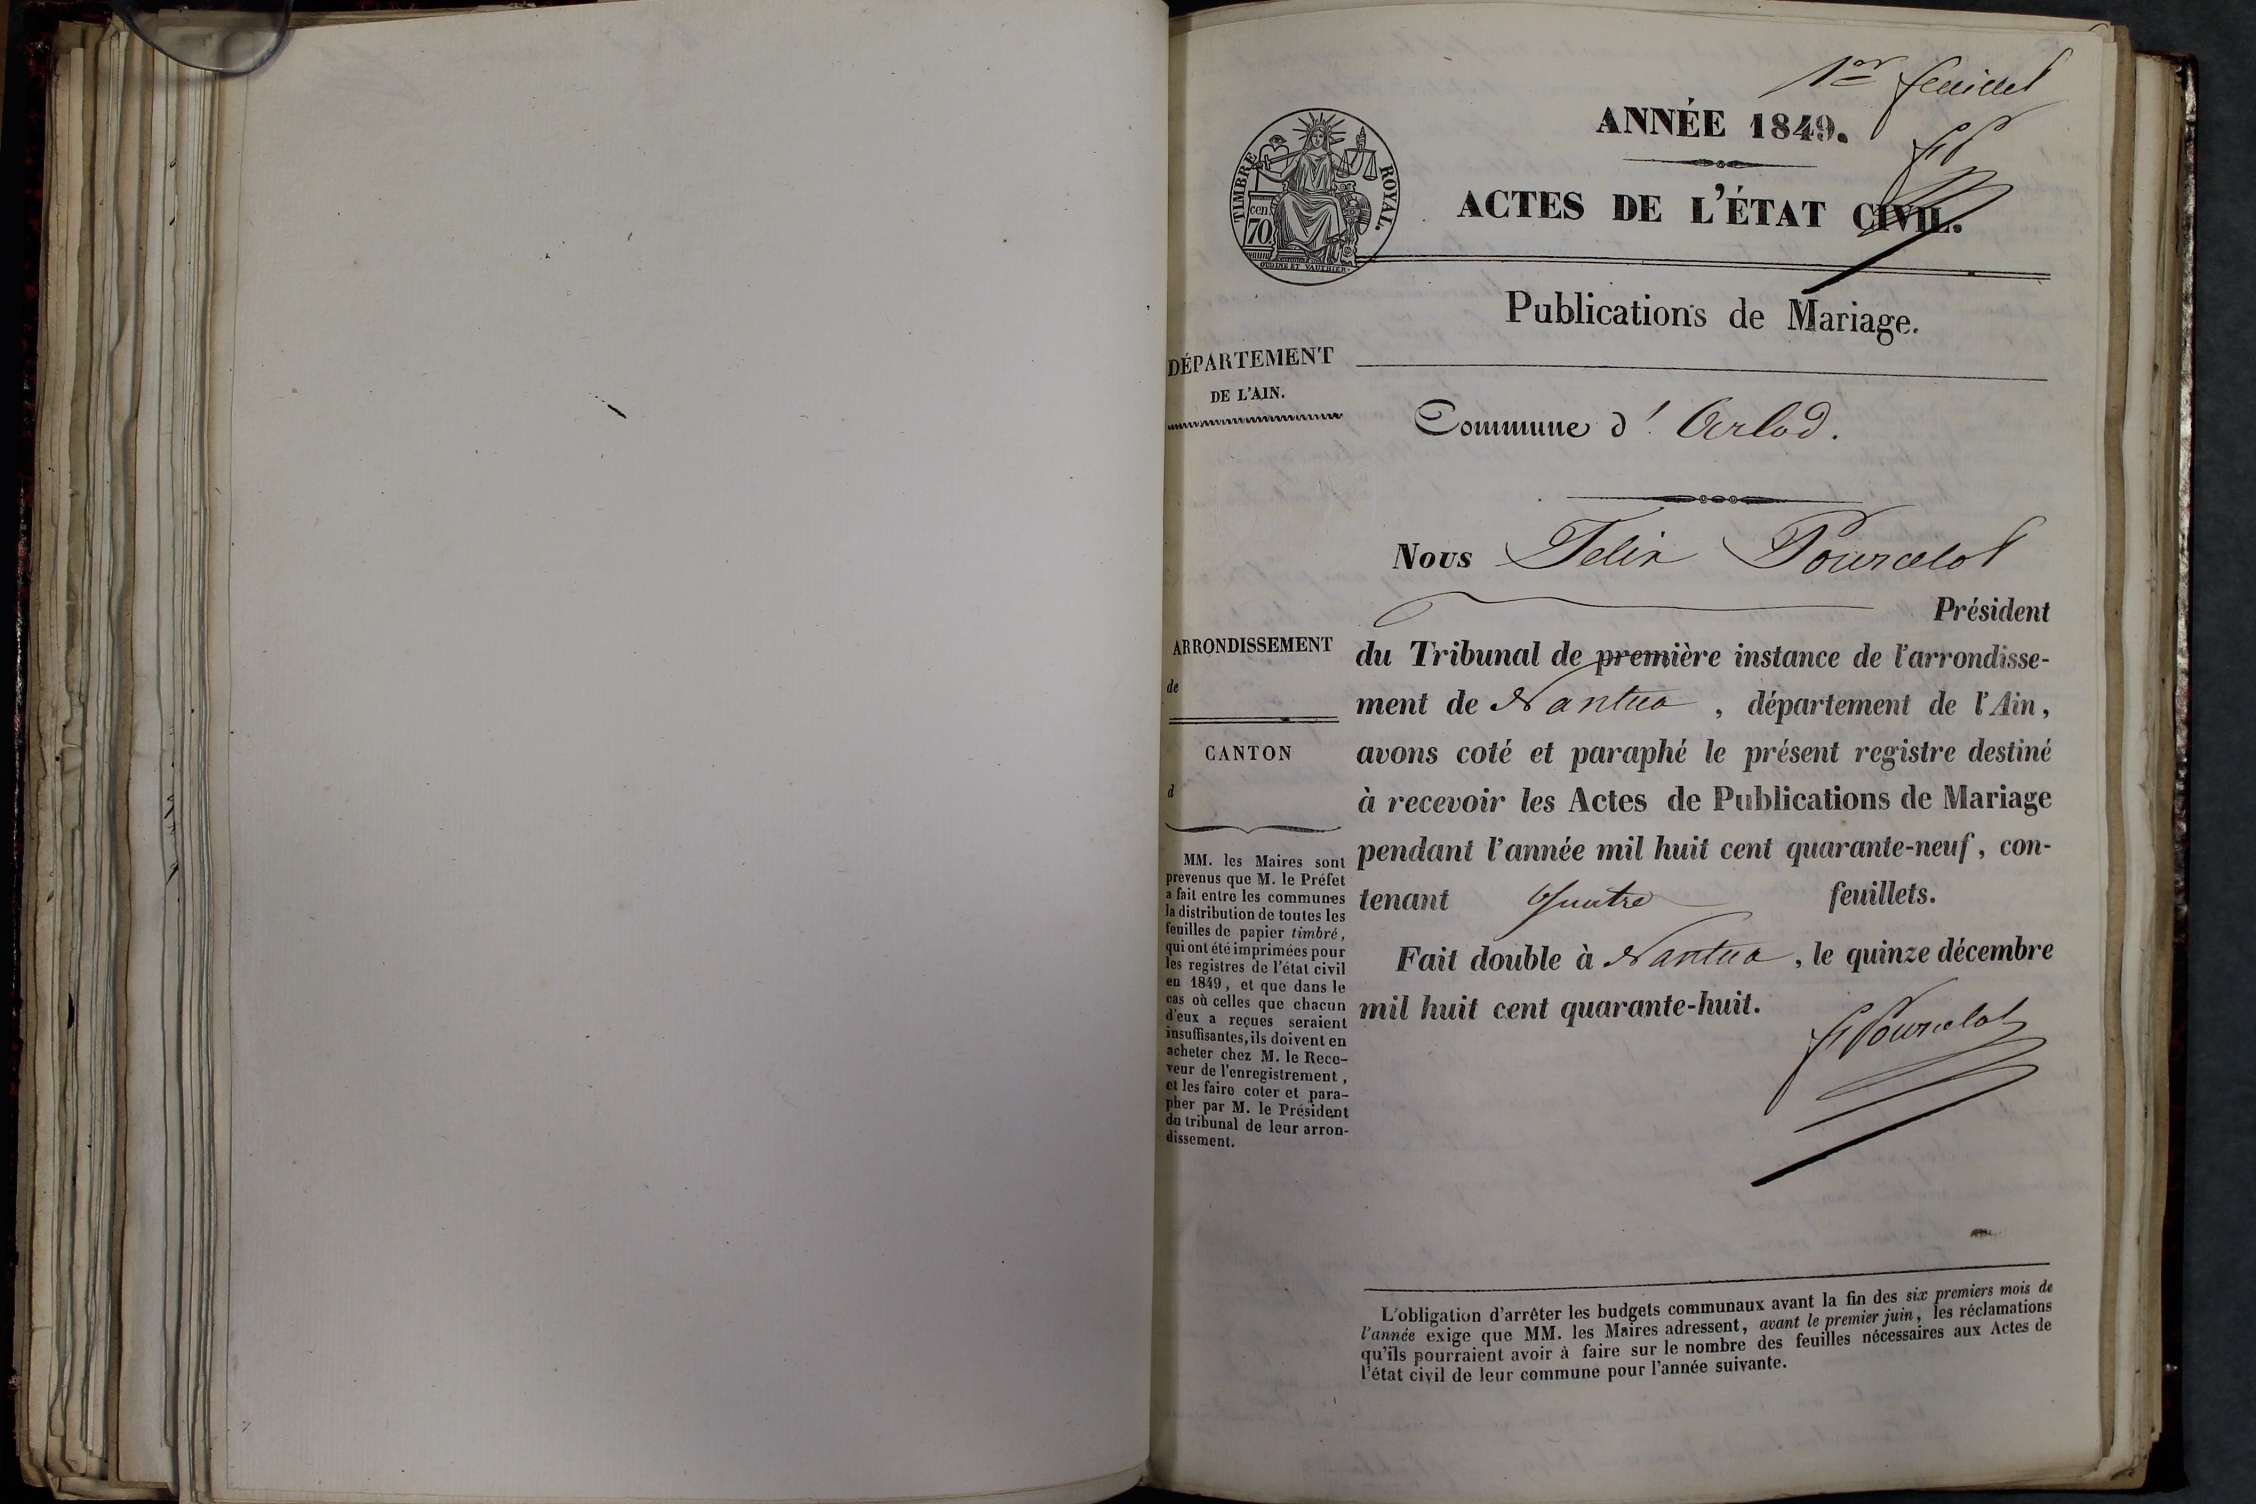 1er feuillet
ANNÉE 1849.
FP
TIMBRE ROYAL.
cen. 70.
OUDINE ET VAUTHIER.
ACTES DE L'ÉTAT CIVIL.
Publications de Mariage.
DÉPARTEMENT
DE L'AIN.
Commune d'Arlod.
Nous Felix Pourcelot
Président
ARRONDISSEMENT
de
CANTON
d
du Tribunal de première instance de l'arrondisse-
ment de Nantua, département de l'Ain,
avons coté et paraphé le présent registre destiné
à recevoir les Actes de Publications de Mariage
pendant l'année mil huit cent quarante-neuf, con-
tenant Quatre feuillets.
Fait double à Nantua, le quinze décembre
mil huit cent quarante-huit.
F Pourcelot
MM. les Maires sont
prevenus que M. le Préfet
a fait entre les communes
la distribution de toutes les
feuilles de papier timbré,
qui ont été imprimées pour
les registres de l'état civil
en 1849, et que dans le
cas où celles que chacun
d'eux a reçues seraient
insuffisantes, ils doivent en
acheter chez M. le Rece-
veur de l'enregistrement,
et les faire coter et para-
pher par M. le Président
du tribunal de leur arron-
dissement.
L'obligation d'arrêter les budgets communaux avant la fin des six premiers mois de
l'année exige que MM. les Maires adressent, avant le premier juin, les réclamations
qu'ils pourraient avoir à faire sur le nombre des feuilles nécessaires aux Actes de
l'état civil de leur commune pour l'année suivante.